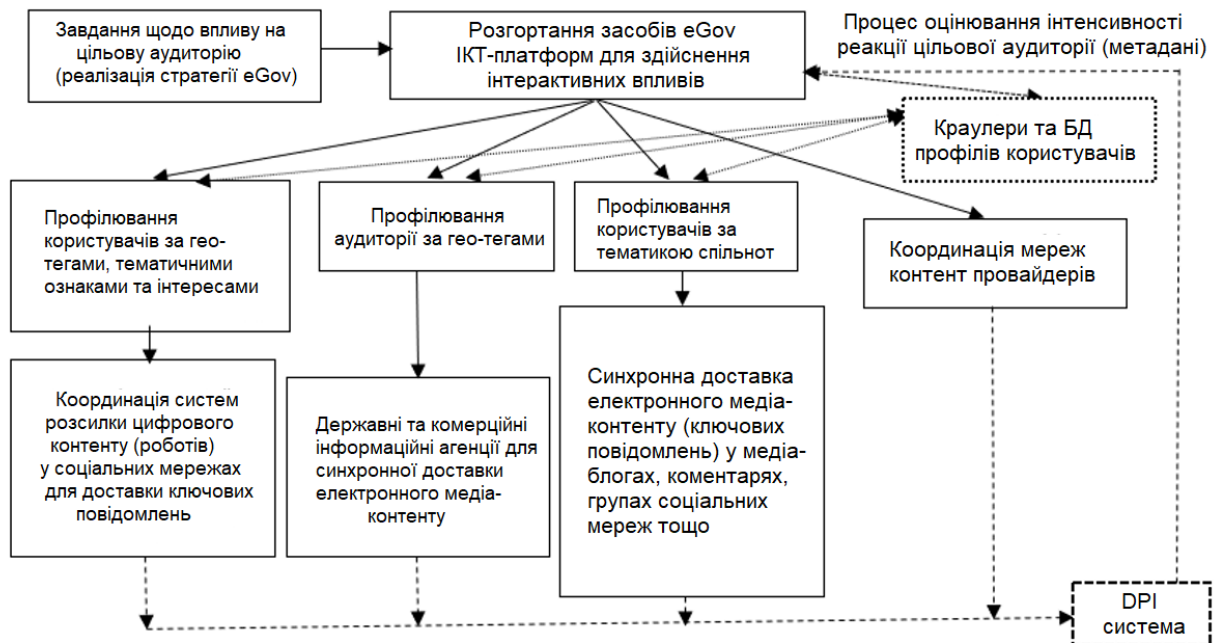 Завдання щодо впливу на
цільову аудиторію
(реалізація стратегії eGov)
Розгортання засобів eGov
ІКТ-платформ для здійснення
інтерактивних впливів
Процес оцінювання інтенсивності
реакції цільової аудиторії (метадані)
Краулери та БД
профілів користувачів
Профілювання
користувачів за гео-
тегами, тематичними
ознаками та інтересами
Профілювання
аудиторії за гео-тегами
Профілювання
користувачів за
тематикою спільнот
Координація мереж
контент провайдерів
Координація систем
розсилки цифрового
контенту (роботів)
у соціальних мережах
для доставки ключових
повідомлень
Державні та комерційні
інформаційні агенції для
синхронної доставки
електронного медіа-
контенту
Синхронна доставка
електронного медіа-
контенту (ключових
повідомлень) у медіа-
блогах, коментарях,
групах соціальних
мереж тощо
DPI
система